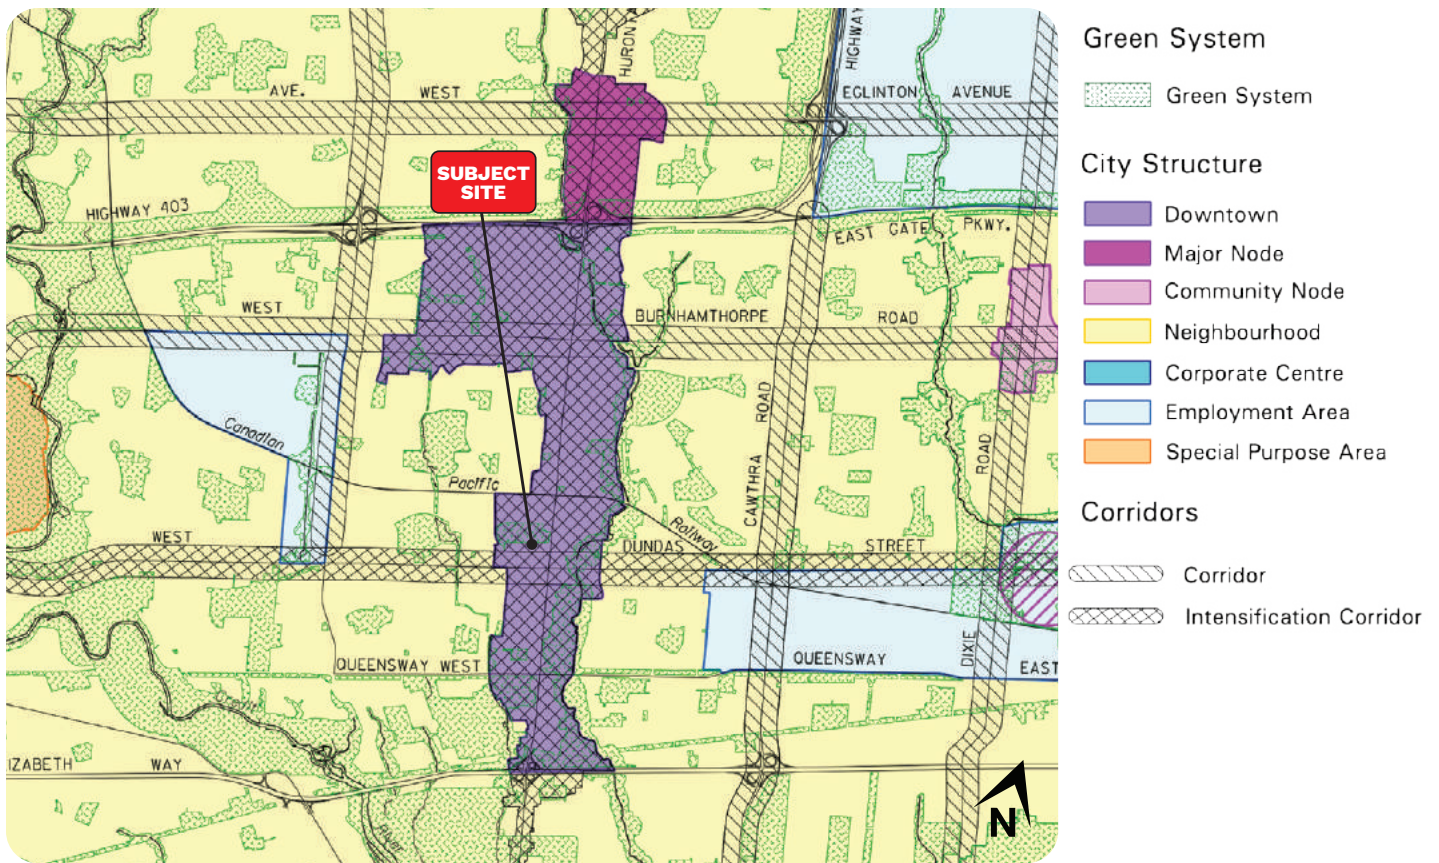 HURON
HIGHWAY
AVE.
WEST
EGLINTON AVENUE
SUBJECT
SITE
HIGHWAY 403
EAST GATE PKWY.
WEST
BURNHAMTHORPE ROAD
Canadian
Pacific
Railway
CAWTHRA ROAD
ROAD
DIXIE
WEST
DUNDAS STREET
QUEENSWAY WEST
QUEENSWAY EAST
Credit
River
IZABETH WAY
N
Green System
Green System
City Structure
Downtown
Major Node
Community Node
Neighbourhood
Corporate Centre
Employment Area
Special Purpose Area
Corridors
Corridor
Intensification Corridor